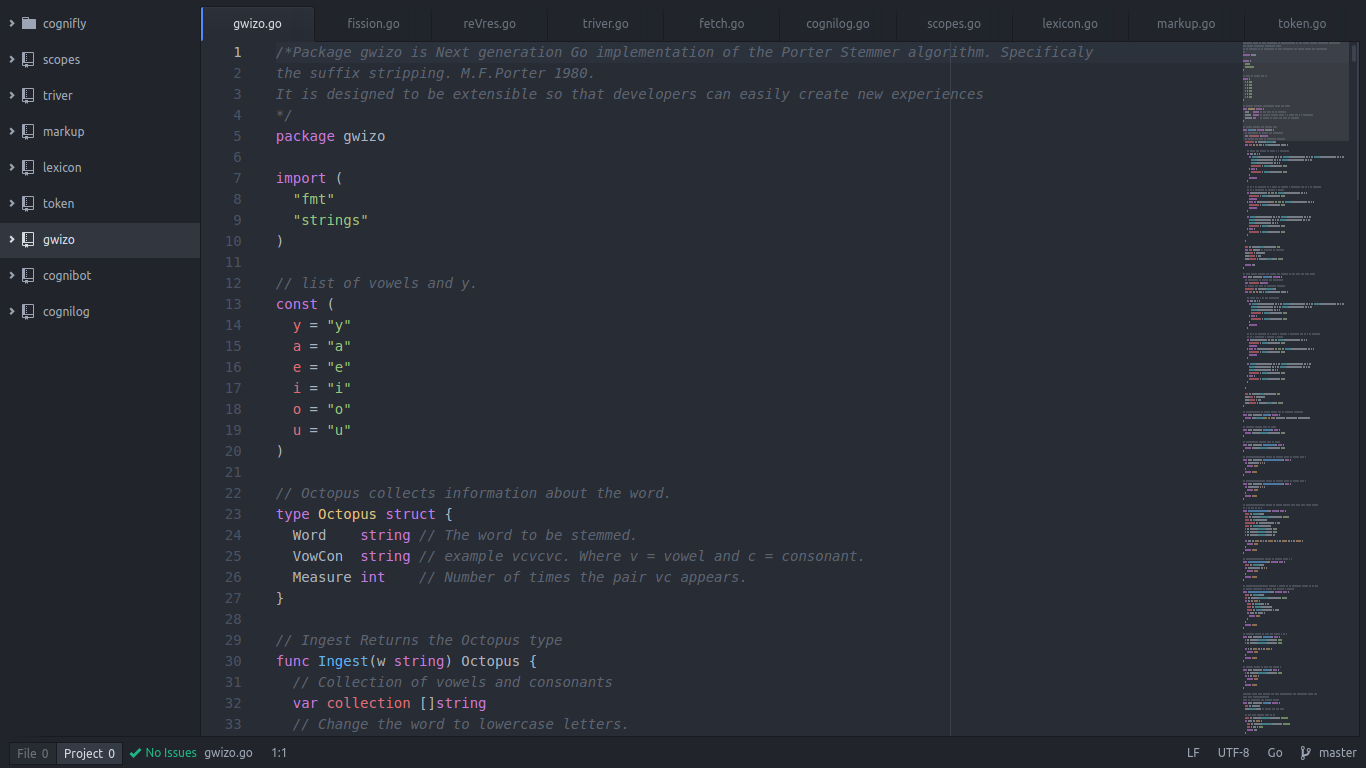 cognifly
scopes
triver
markup
lexicon
token
gwizo
cognibot
cognilog
gwizo.go fission.go reVres.go triver.go fetch.go cognilog.go scopes.go lexicon.go markup.go token.go
1 /*Package gwizo is Next generation Go implementation of the Porter Stemmer algorithm. Specificaly
2 the suffix stripping. M.F.Porter 1980.
3 It is designed to be extensible so that developers can easily create new experiences
4 */
5 package gwizo
6
7 import (
8 "fmt"
9 "strings"
10 )
11
12 // list of vowels and y.
13 const (
14 y = "y"
15 a = "a"
16 e = "e"
17 i = "i"
18 o = "o"
19 u = "u"
20 )
21
22 // Octopus collects information about the word.
23 type Octopus struct {
24 Word string // The word to be stemmed.
25 VowCon string // example vcvcvc. Where v = vowel and c = consonant.
26 Measure int // Number of times the pair vc appears.
27 }
28
29 // Ingest Returns the Octopus type
30 func Ingest(w string) Octopus {
31 // Collection of vowels and consonants
32 var collection []string
33 // Change the word to lowercase letters.
File 0 Project 0 No Issues gwizo.go 1:1 LF UTF-8 Go master